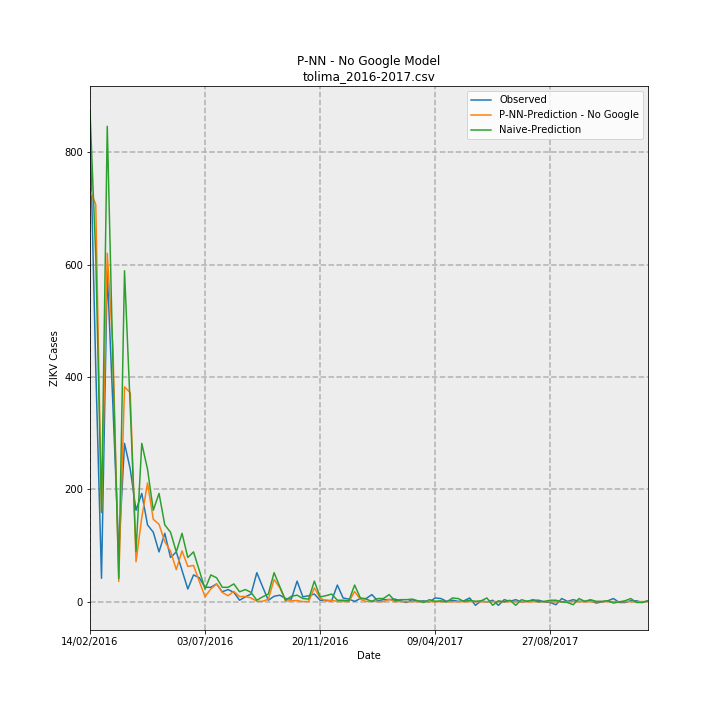 P-NN - No Google Model
tolima_2016-2017.csv
Observed
P-NN-Prediction - No Google
Naive-Prediction
800
600
400
200
0
ZIKV Cases
14/02/2016
03/07/2016
20/11/2016
09/04/2017
27/08/2017
Date